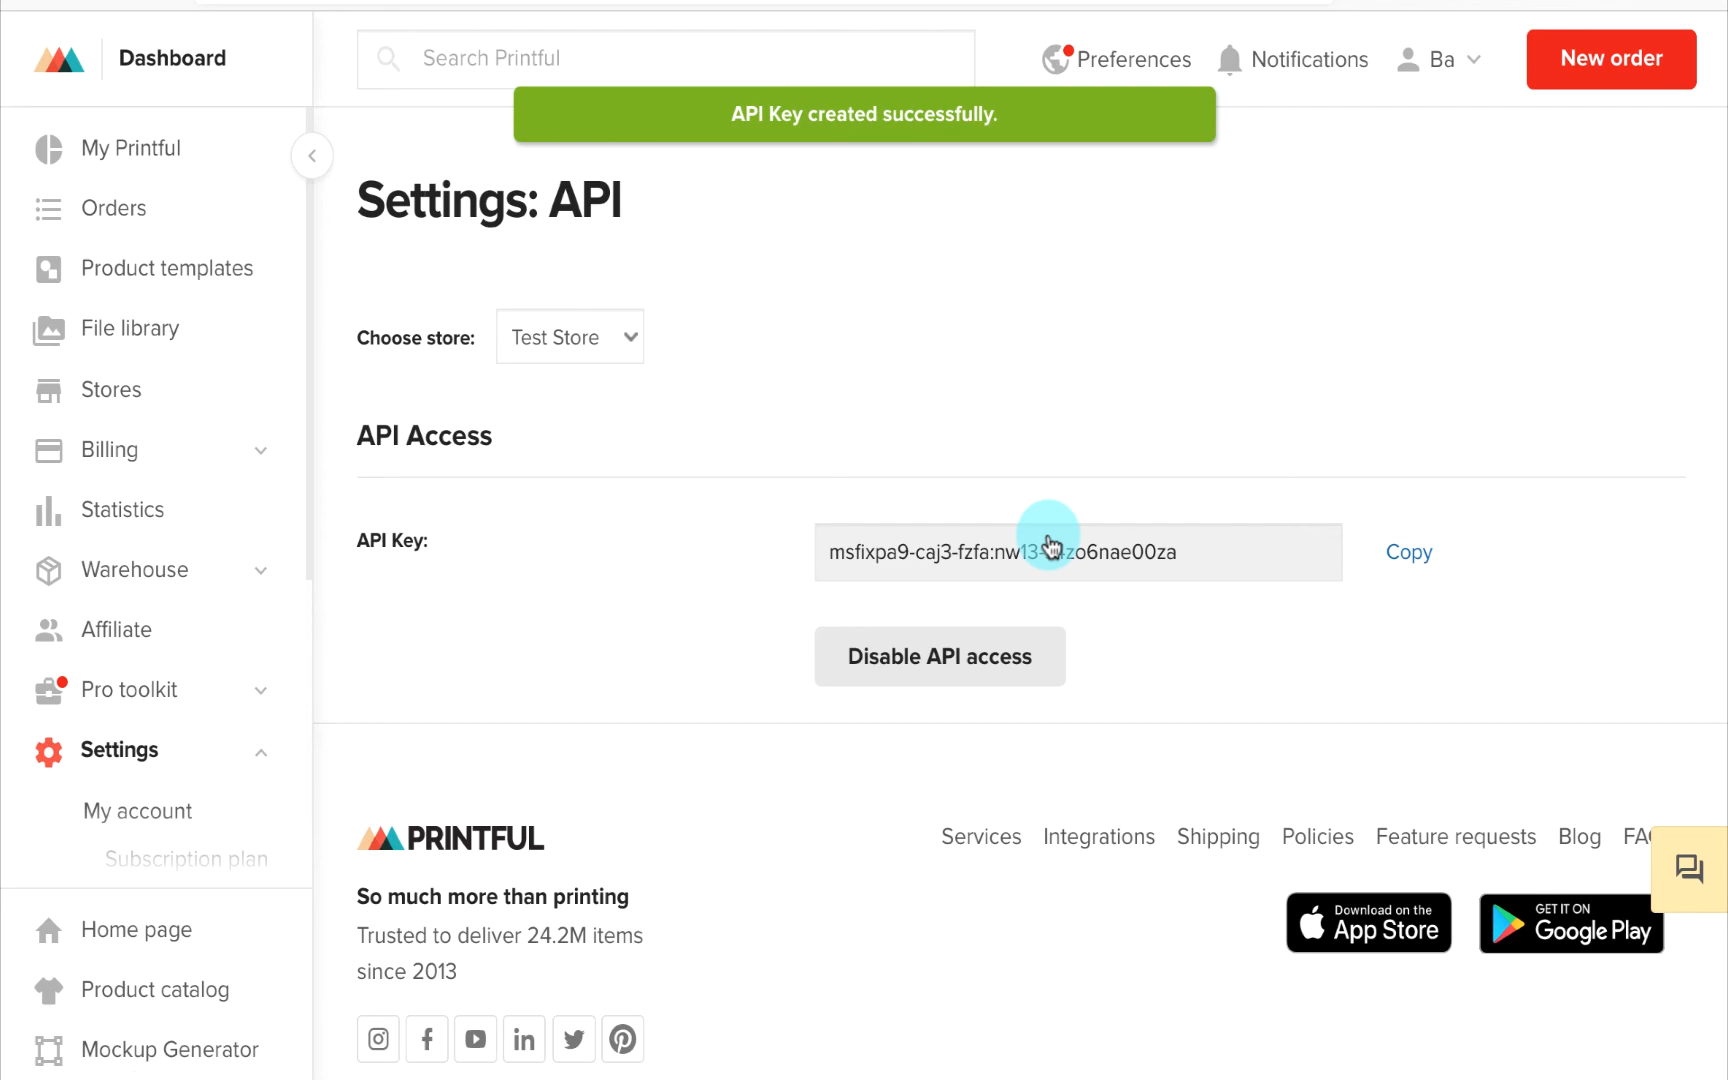 Dashboard
Search Printful
Preferences
Notifications
Ba
New order
API Key created successfully.
My Printful
Orders
Product templates
File library
Stores
Billing
Statistics
Warehouse
Affiliate
Pro toolkit
Settings
My account
Subscription plan
Home page
Product catalog
Mockup Generator
Settings: API
Choose store:
Test Store
API Access
API Key:
Copy
Disable API access
PRINTFUL
So much more than printing
Trusted to deliver 24.2M items
since 2013
Services
Integrations
Shipping
Policies
Feature requests
Blog
Download on the
App Store
GET IT ON
Google Play